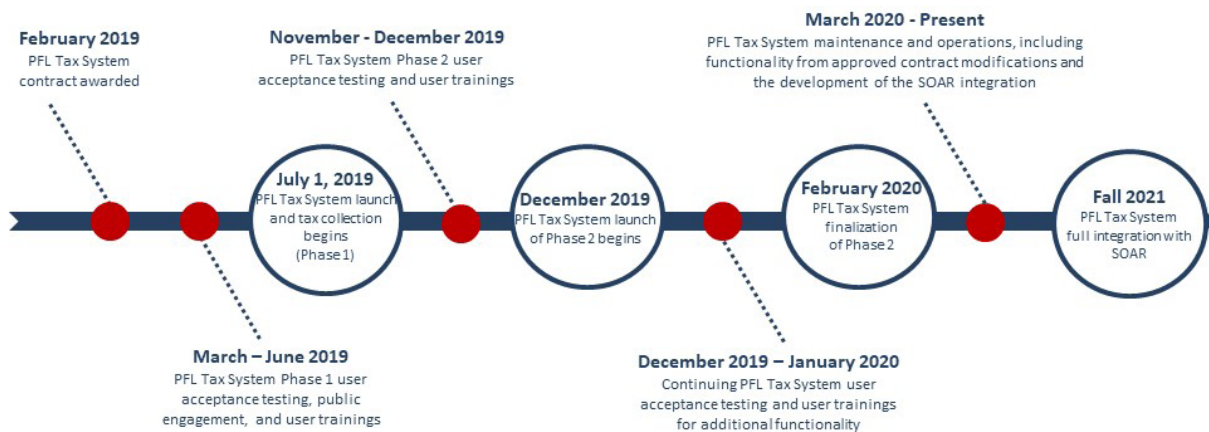 February 2019
PFL Tax System
contract awarded
March – June 2019
PFL Tax System Phase 1 user
acceptance testing, public
engagement, and user trainings
July 1, 2019
PFL Tax System launch
and tax collection
begins
(Phase 1)
November - December 2019
PFL Tax System Phase 2 user
acceptance testing and user trainings
December 2019
PFL Tax System launch
of Phase 2 begins
December 2019 – January 2020
Continuing PFL Tax System user
acceptance testing and user trainings
for additional functionality
February 2020
PFL Tax System
finalization
of Phase 2
March 2020 - Present
PFL Tax System maintenance and operations, including
functionality from approved contract modifications and
the development of the SOAR integration
Fall 2021
PFL Tax System
full integration with
SOAR